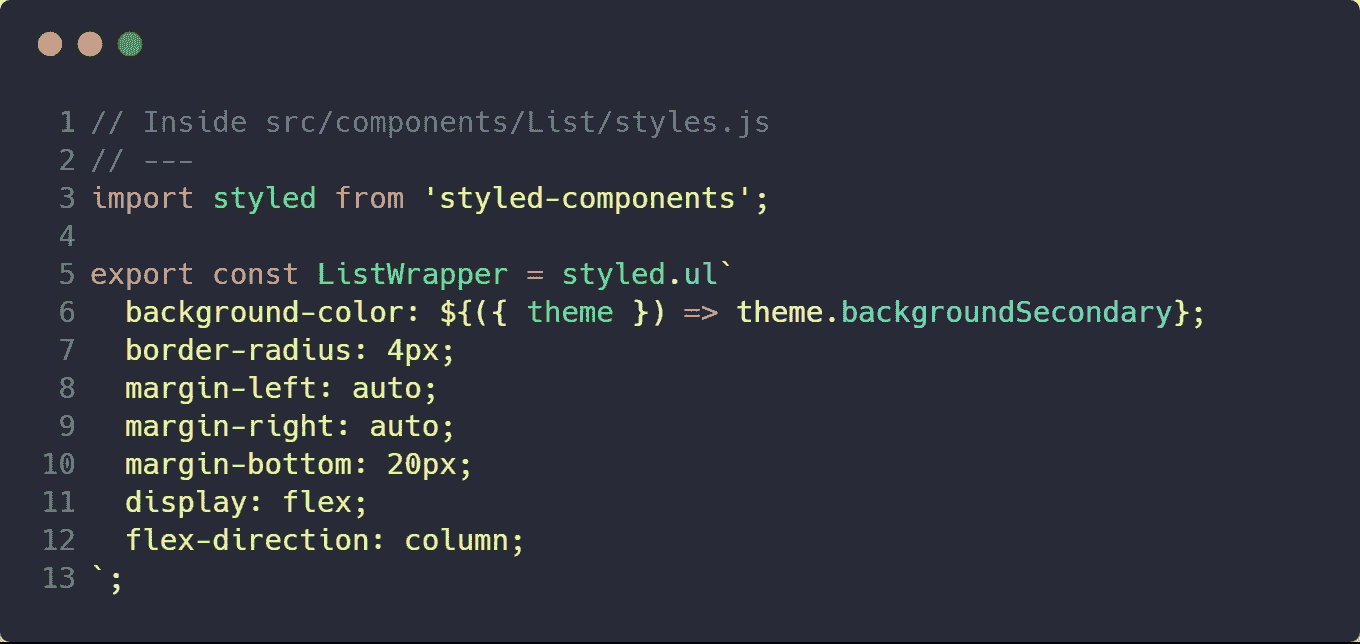 1 // Inside src/components/List/styles.js
2 // ---
3 import styled from 'styled-components';
4
5 export const ListWrapper = styled.ul`
6   background-color: ${({ theme }) => theme.backgroundSecondary};
7   border-radius: 4px;
8   margin-left: auto;
9   margin-right: auto;
10   margin-bottom: 20px;
11   display: flex;
12   flex-direction: column;
13 `;